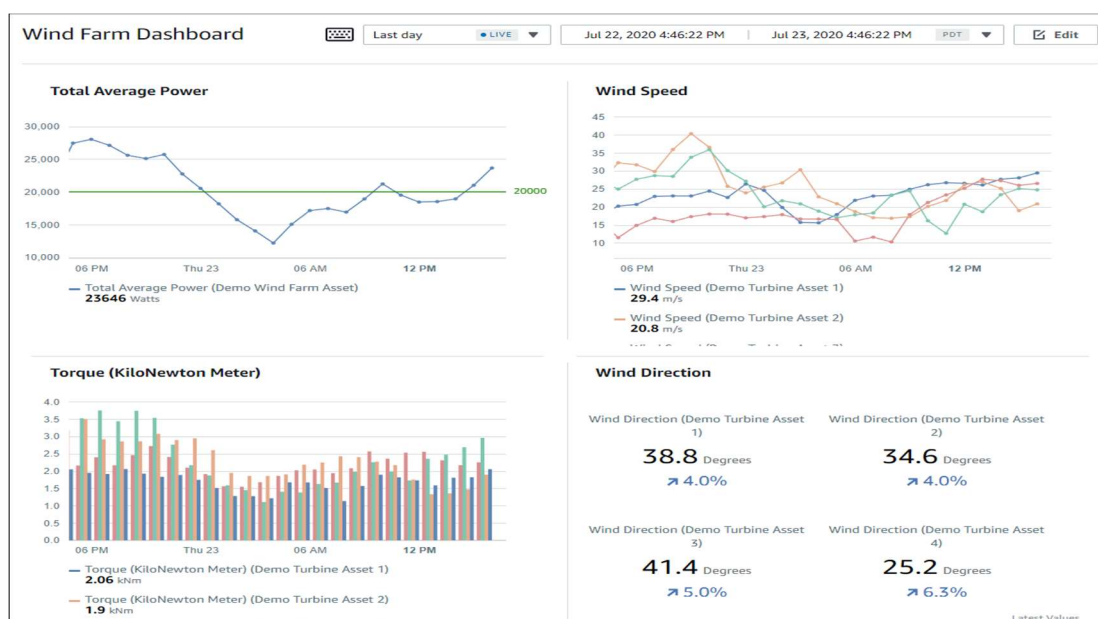 Wind Farm Dashboard
Last day
LIVE
Jul 22, 2020 4:46:22 PM
Jul 23, 2020 4:46:22 PM
PDT
Edit
Total Average Power
30,000
25,000
20,000
15,000
10,000
20000
06 PM
Thu 23
06 AM
12 PM
Total Average Power (Demo Wind Farm Asset)
23646 Watts
Wind Speed
45
40
35
30
25
20
15
10
06 PM
Thu 23
06 AM
12 PM
Wind Speed (Demo Turbine Asset 1)
29.4 m/s
Wind Speed (Demo Turbine Asset 2)
20.8 m/s
Torque (KiloNewton Meter)
4.0
3.5
3.0
2.5
2.0
1.5
1.0
0.5
0.0
06 PM
Thu 23
06 AM
12 PM
Torque (KiloNewton Meter) (Demo Turbine Asset 1)
2.06 kNm
Torque (KiloNewton Meter) (Demo Turbine Asset 2)
1.9 kNm
Wind Direction
Wind Direction (Demo Turbine Asset
1)
38.8 Degrees
4.0%
Wind Direction (Demo Turbine Asset
2)
34.6 Degrees
4.0%
Wind Direction (Demo Turbine Asset
3)
41.4 Degrees
5.0%
Wind Direction (Demo Turbine Asset
4)
25.2 Degrees
6.3%
Latest Values